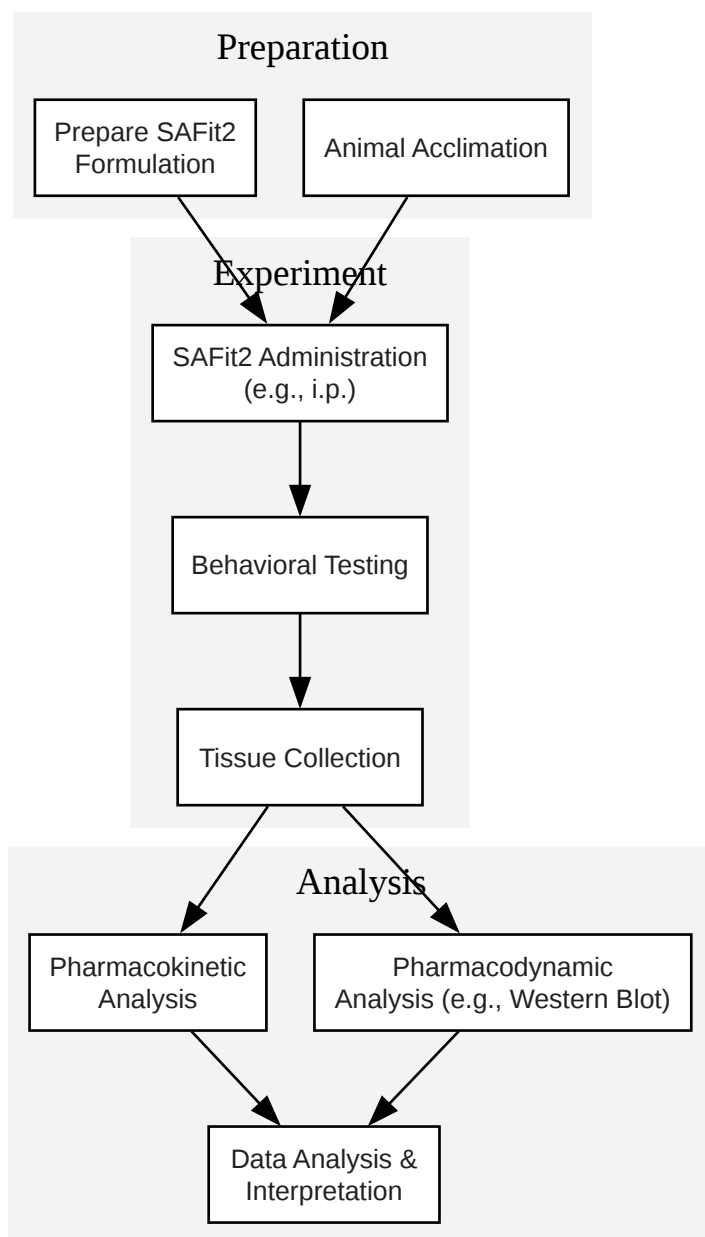 Preparation
Prepare SAFit2
Formulation
Animal Acclimation
Experiment
SAFit2 Administration
(e.g., i.p.)
Behavioral Testing
Tissue Collection
Analysis
Pharmacokinetic
Analysis
Pharmacodynamic
Analysis (e.g., Western Blot)
Data Analysis &
Interpretation